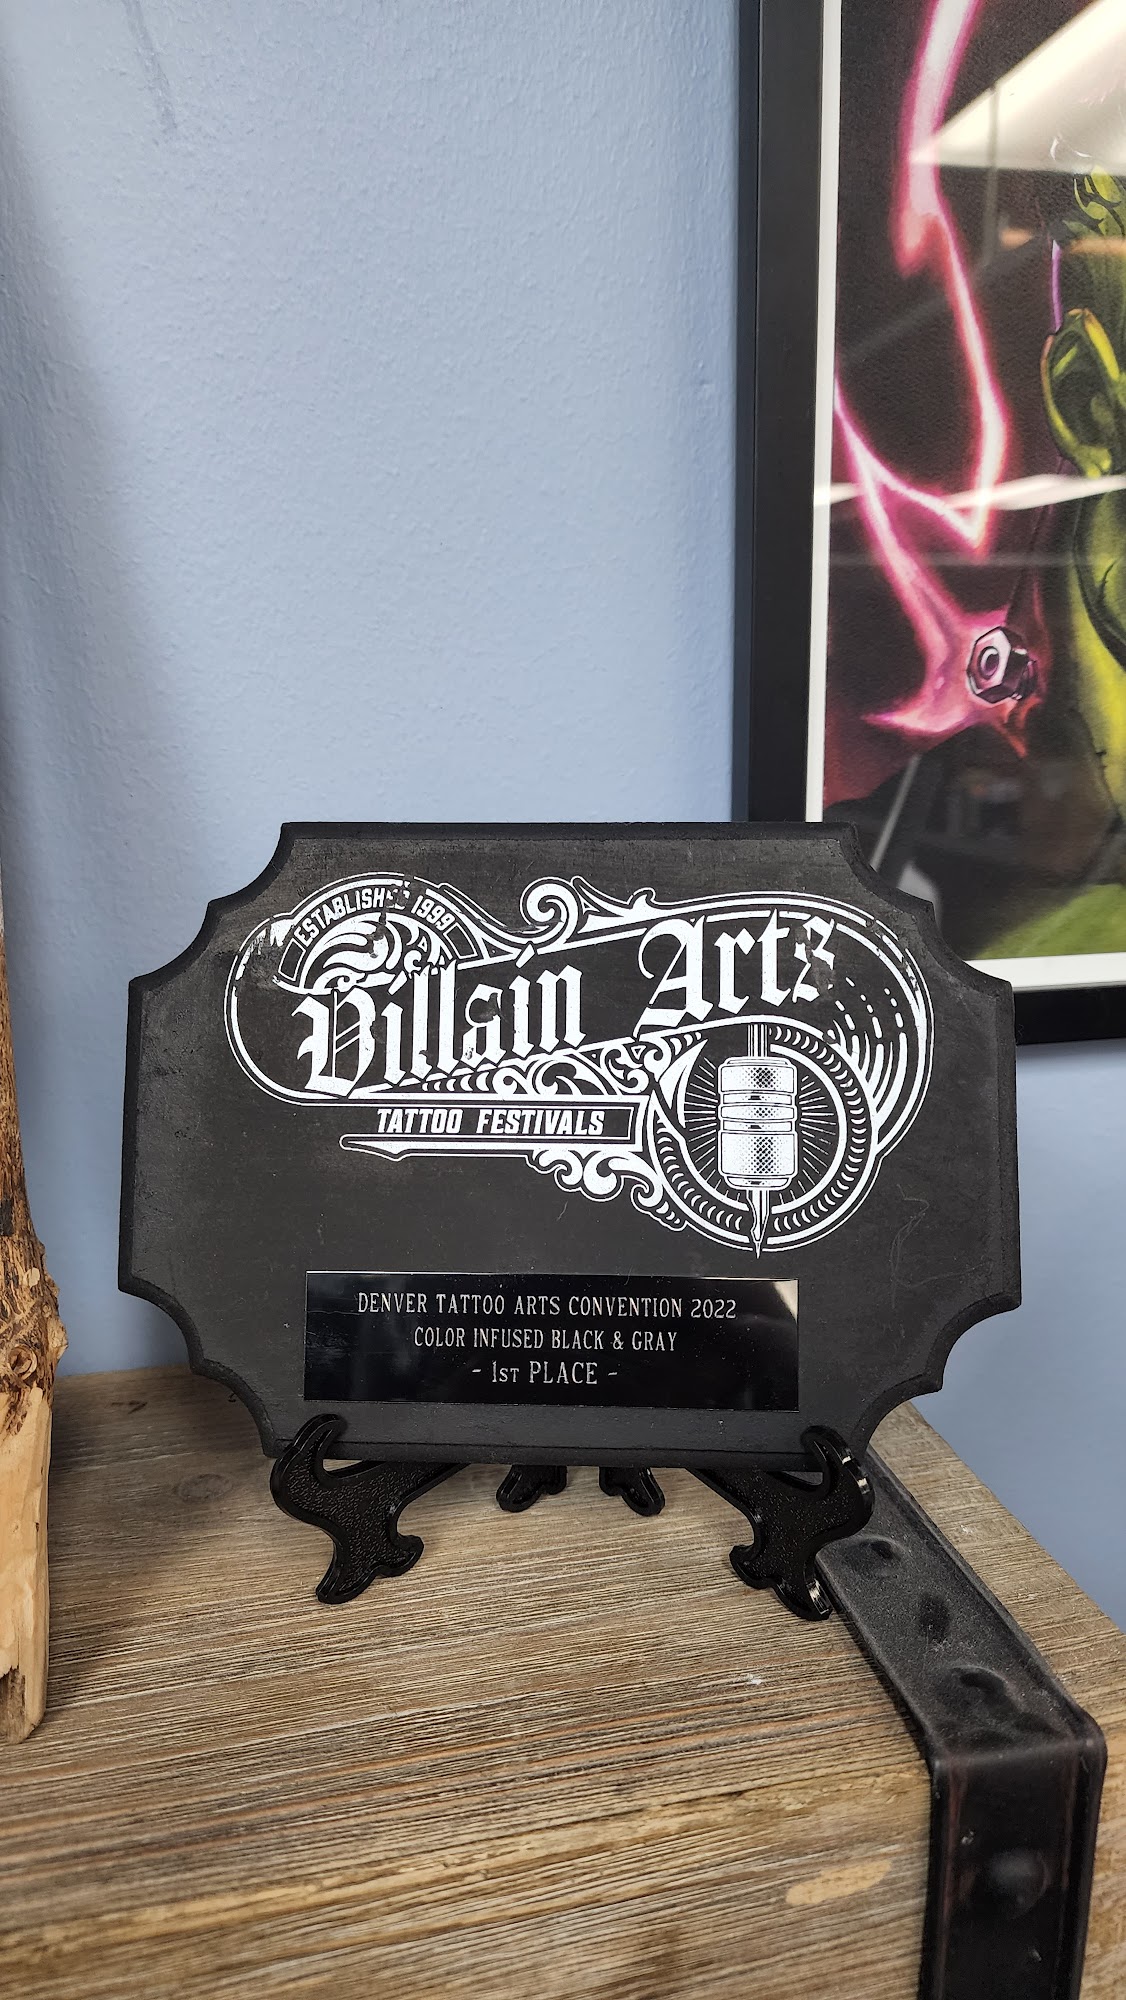 ESTABLISHED 1999
Villain Arts
TATTOO FESTIVALS
DENVER TATTOO ARTS CONVENTION 2022
COLOR INFUSED BLACK & GRAY
- 1ST PLACE -